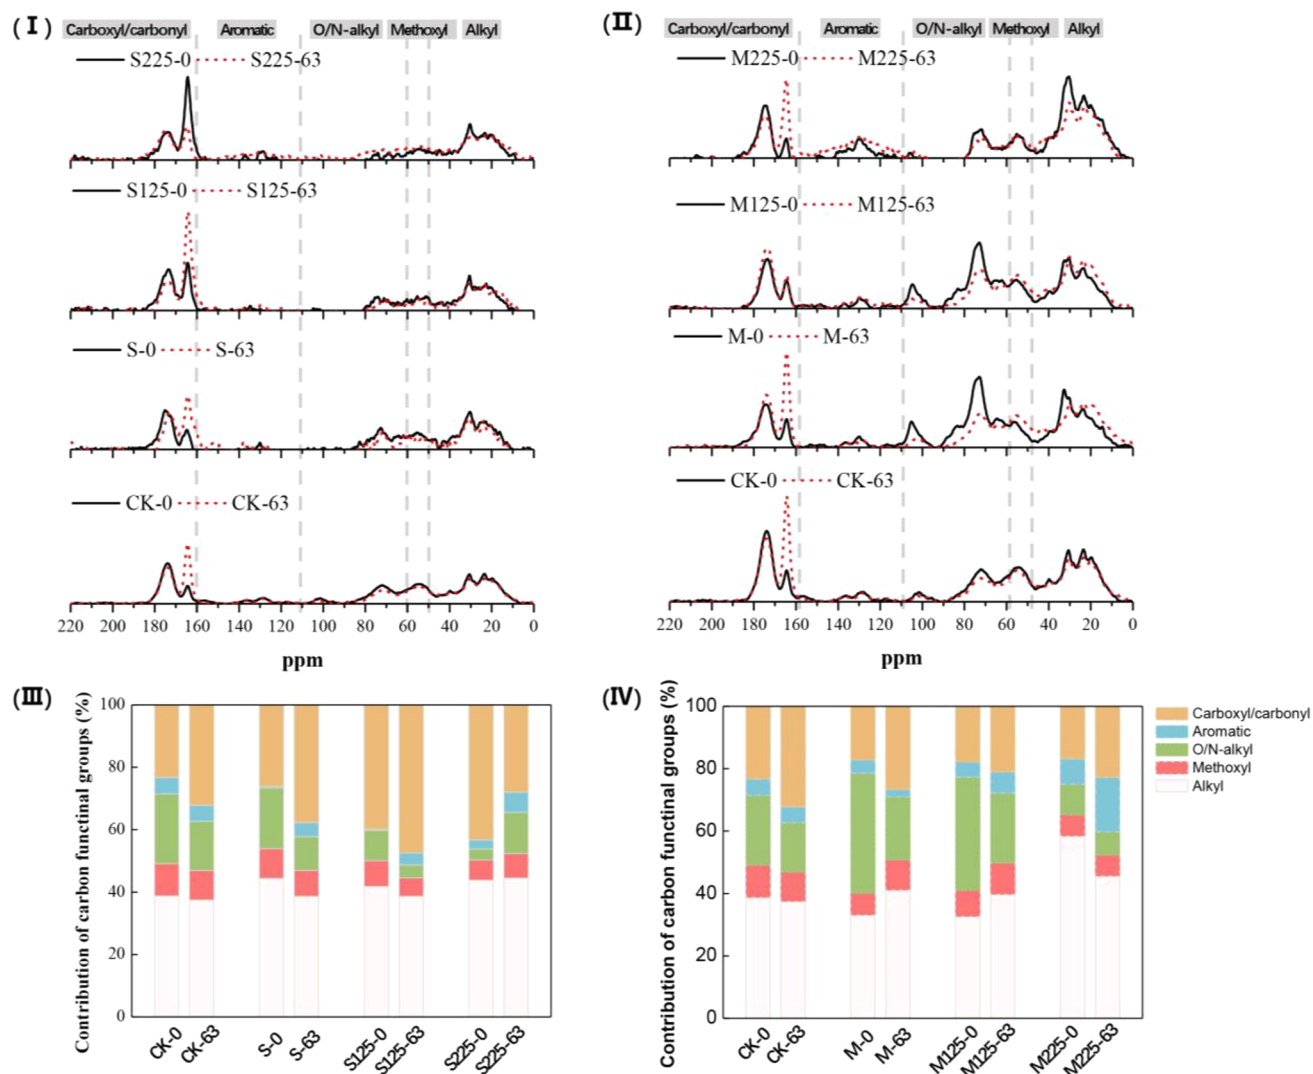 (I)
Carboxyl/carbonyl Aromatic O/N-alkyl Methoxyl Alkyl
S225-0 S225-63
S125-0 S125-63
S-0 S-63
CK-0 CK-63
220 200 180 160 140 120 100 80 60 40 20 0
ppm
(II)
Carboxyl/carbonyl Aromatic O/N-alkyl Methoxyl Alkyl
M225-0 M225-63
M125-0 M125-63
M-0 M-63
CK-0 CK-63
220 200 180 160 140 120 100 80 60 40 20 0
ppm
(III)
Contribution of carbon functinal groups (%)
100
80
60
40
20
0
CK-0 CK-63 S-0 S-63 S125-0 S125-63 S225-0 S225-63
(IV)
Contribution of carbon functinal groups (%)
100
80
60
40
20
0
CK-0 CK-63 M-0 M-63 M125-0 M125-63 M225-0 M225-63
Carboxyl/carbonyl
Aromatic
O/N-alkyl
Methoxyl
Alkyl